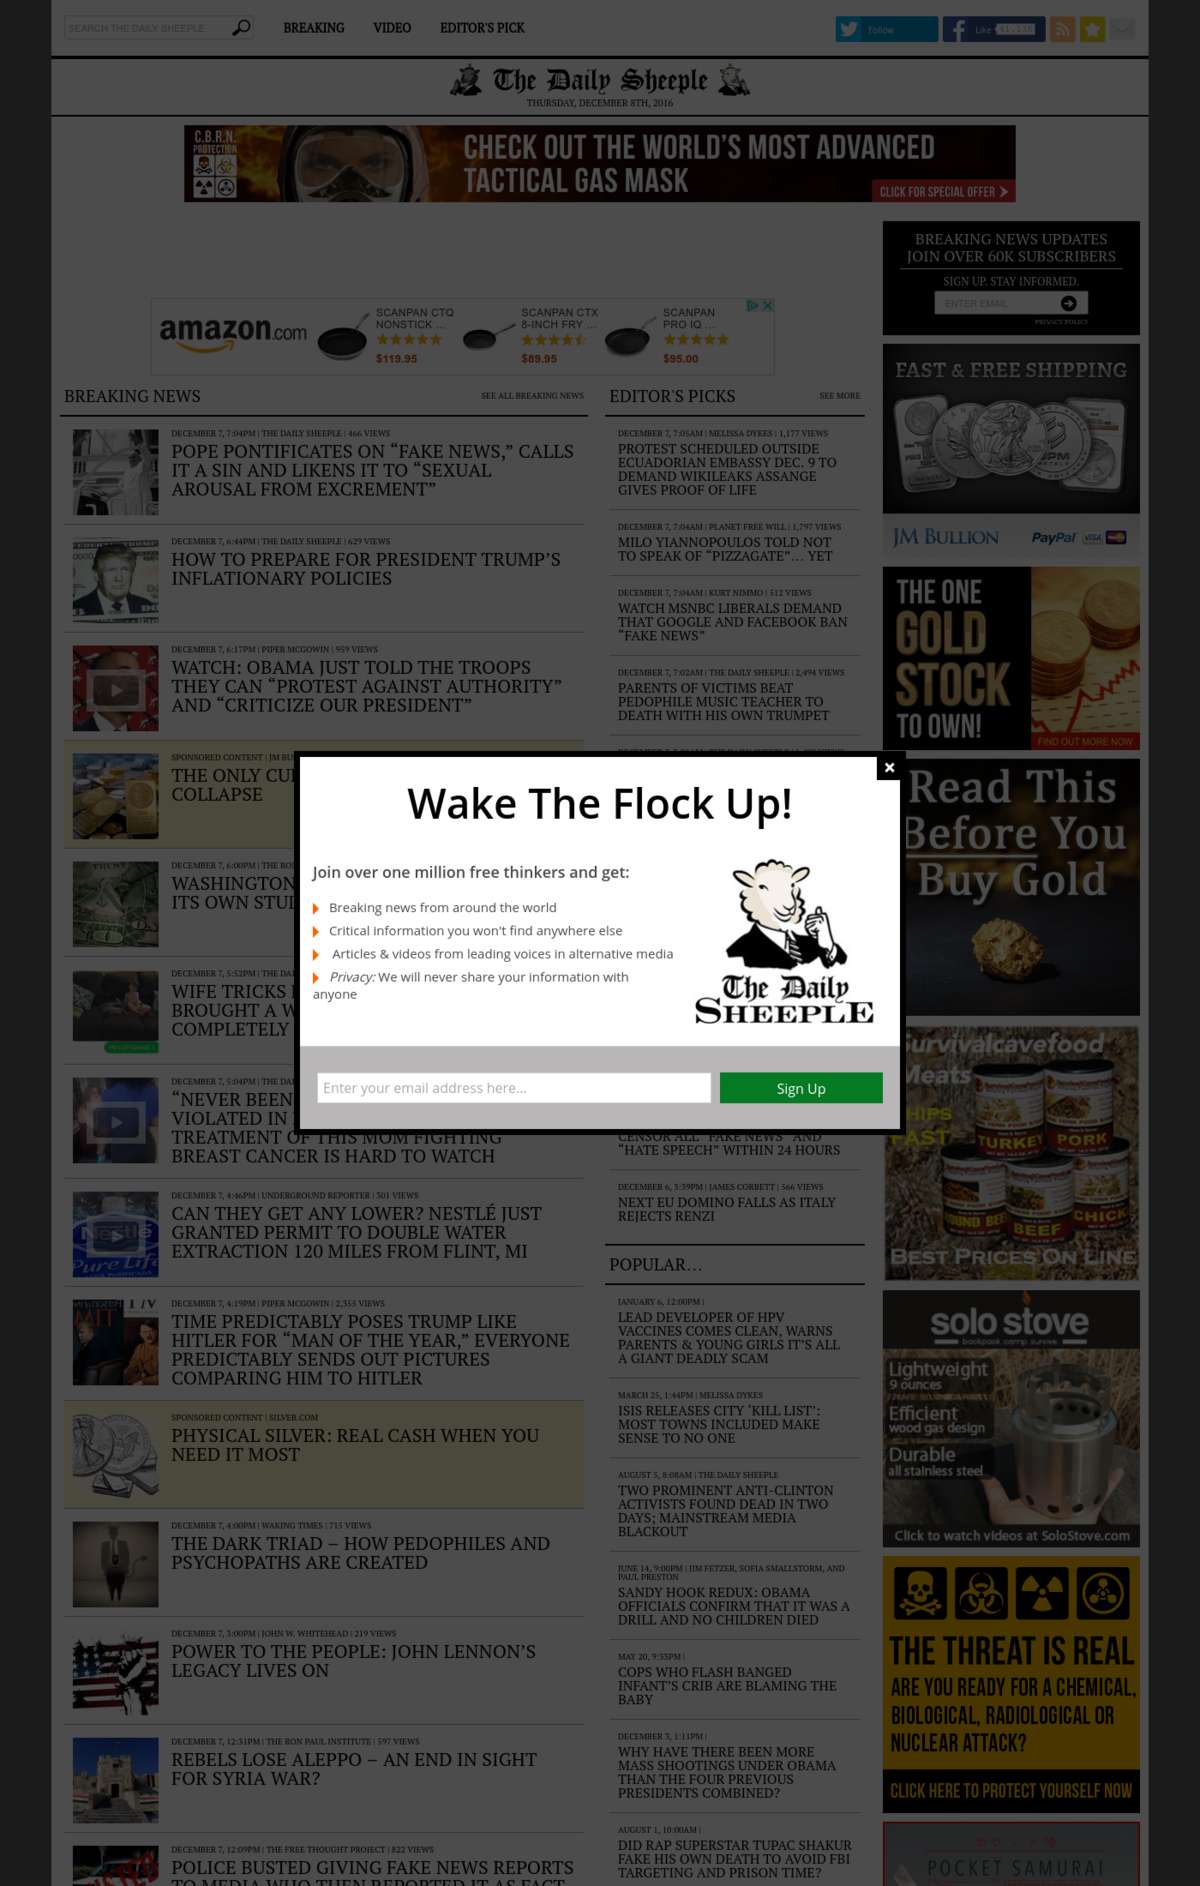 SEARCH THE DAILY SHEEPLE
BREAKING
VIDEO
EDITOR'S PICK
Follow
Like
The Daily Sheeple
THURSDAY, DECEMBER 8TH, 2016
C.B.R.N.
PROTECTION
CHECK OUT THE WORLD'S MOST ADVANCED
TACTICAL GAS MASK
CLICK FOR SPECIAL OFFER
BREAKING NEWS UPDATES
JOIN OVER 60K SUBSCRIBERS
SIGN UP. STAY INFORMED.
ENTER EMAIL
PRIVACY POLICY
amazon.com
SCANPAN CTQ
NONSTICK ...
$119.95
SCANPAN CTX
8-INCH FRY ...
$89.95
SCANPAN
PRO IQ ...
$95.00
BREAKING NEWS
SEE ALL BREAKING NEWS
DECEMBER 7, 7:04PM | THE DAILY SHEEPLE | 466 VIEWS
POPE PONTIFICATES ON “FAKE NEWS,” CALLS
IT A SIN AND LIKENS IT TO “SEXUAL
AROUSAL FROM EXCREMENT”
DECEMBER 7, 6:44PM | THE DAILY SHEEPLE | 629 VIEWS
HOW TO PREPARE FOR PRESIDENT TRUMP’S
INFLATIONARY POLICIES
DECEMBER 7, 6:17PM | PIPER MCGOWIN | 959 VIEWS
WATCH: OBAMA JUST TOLD THE TROOPS
THEY CAN “PROTEST AGAINST AUTHORITY”
AND “CRITICIZE OUR PRESIDENT”
SPONSORED CONTENT | JM BU
THE ONLY CU
COLLAPSE
DECEMBER 7, 6:00PM | THE RO
WASHINGTON
ITS OWN STU
DECEMBER 7, 5:52PM | THE DA
WIFE TRICKS
BROUGHT A W
COMPLETELY
DECEMBER 7, 5:04PM | THE DA
“NEVER BEEN
VIOLATED IN
TREATMENT OF THIS MOM FIGHTING
BREAST CANCER IS HARD TO WATCH
DECEMBER 7, 4:46PM | UNDERGROUND REPORTER | 301 VIEWS
CAN THEY GET ANY LOWER? NESTLÉ JUST
GRANTED PERMIT TO DOUBLE WATER
EXTRACTION 120 MILES FROM FLINT, MI
Nestlé
Pure Life
DECEMBER 7, 4:19PM | PIPER MCGOWIN | 2,355 VIEWS
TIME PREDICTABLY POSES TRUMP LIKE
HITLER FOR “MAN OF THE YEAR,” EVERYONE
PREDICTABLY SENDS OUT PICTURES
COMPARING HIM TO HITLER
SPONSORED CONTENT | SILVER.COM
PHYSICAL SILVER: REAL CASH WHEN YOU
NEED IT MOST
DECEMBER 7, 4:00PM | WAKING TIMES | 715 VIEWS
THE DARK TRIAD – HOW PEDOPHILES AND
PSYCHOPATHS ARE CREATED
DECEMBER 7, 3:00PM | JOHN W. WHITEHEAD | 219 VIEWS
POWER TO THE PEOPLE: JOHN LENNON’S
LEGACY LIVES ON
DECEMBER 7, 12:31PM | THE RON PAUL INSTITUTE | 597 VIEWS
REBELS LOSE ALEPPO – AN END IN SIGHT
FOR SYRIA WAR?
DECEMBER 7, 12:09PM | THE FREE THOUGHT PROJECT | 822 VIEWS
POLICE BUSTED GIVING FAKE NEWS REPORTS
TO MEDIA WHO THEN REPORTED IT AS FACT
EDITOR'S PICKS
SEE MORE
DECEMBER 7, 7:05AM | MELISSA DYKES | 1,177 VIEWS
PROTEST SCHEDULED OUTSIDE
ECUADORIAN EMBASSY DEC. 9 TO
DEMAND WIKILEAKS ASSANGE
GIVES PROOF OF LIFE
DECEMBER 7, 7:04AM | PLANET FREE WILL | 1,797 VIEWS
MILO YIANNOPOULOS TOLD NOT
TO SPEAK OF “PIZZAGATE”… YET
DECEMBER 7, 7:04AM | KURT NIMMO | 512 VIEWS
WATCH MSNBC LIBERALS DEMAND
THAT GOOGLE AND FACEBOOK BAN
“FAKE NEWS”
DECEMBER 7, 7:02AM | THE DAILY SHEEPLE | 2,494 VIEWS
PARENTS OF VICTIMS BEAT
PEDOPHILE MUSIC TEACHER TO
DEATH WITH HIS OWN TRUMPET
CENSOR ALL “FAKE NEWS” AND
“HATE SPEECH” WITHIN 24 HOURS
DECEMBER 6, 3:39PM | JAMES CORBETT | 566 VIEWS
NEXT EU DOMINO FALLS AS ITALY
REJECTS RENZI
POPULAR…
JANUARY 6, 12:00PM |
LEAD DEVELOPER OF HPV
VACCINES COMES CLEAN, WARNS
PARENTS & YOUNG GIRLS IT’S ALL
A GIANT DEADLY SCAM
MARCH 25, 1:44PM | MELISSA DYKES
ISIS RELEASES CITY ‘KILL LIST’:
MOST TOWNS INCLUDED MAKE
SENSE TO NO ONE
AUGUST 5, 8:08AM | THE DAILY SHEEPLE
TWO PROMINENT ANTI-CLINTON
ACTIVISTS FOUND DEAD IN TWO
DAYS; MAINSTREAM MEDIA
BLACKOUT
JUNE 14, 9:00PM | JIM FETZER, SOFIA SMALLSTORM, AND
PAUL PRESTON
SANDY HOOK REDUX: OBAMA
OFFICIALS CONFIRM THAT IT WAS A
DRILL AND NO CHILDREN DIED
MAY 20, 9:35PM |
COPS WHO FLASH BANGED
INFANT’S CRIB ARE BLAMING THE
BABY
DECEMBER 3, 1:11PM |
WHY HAVE THERE BEEN MORE
MASS SHOOTINGS UNDER OBAMA
THAN THE FOUR PREVIOUS
PRESIDENTS COMBINED?
AUGUST 1, 10:00AM |
DID RAP SUPERSTAR TUPAC SHAKUR
FAKE HIS OWN DEATH TO AVOID FBI
TARGETING AND PRISON TIME?
FAST & FREE SHIPPING
JM BULLION
PayPal
VISA
THE ONE
GOLD
STOCK
TO OWN!
FIND OUT MORE NOW
Read This
Before You
Buy Gold
survivalcavefood
Meats
SHIPS
FAST
TURKEY
PORK
GROUND BEEF
BEEF
CHICK
BEST PRICES ON LINE
solo stove
backpack camp survive
Lightweight
9 ounces
Efficient
wood gas design
Durable
all stainless steel
Click to watch videos at SoloStove.com
THE THREAT IS REAL
ARE YOU READY FOR A CHEMICAL,
BIOLOGICAL, RADIOLOGICAL OR
NUCLEAR ATTACK?
CLICK HERE TO PROTECT YOURSELF NOW
POCKET SAMURAI
Wake The Flock Up!
Join over one million free thinkers and get:
Breaking news from around the world
Critical information you won't find anywhere else
Articles & videos from leading voices in alternative media
Privacy: We will never share your information with
anyone
The Daily
SHEEPLE
Enter your email address here...
Sign Up